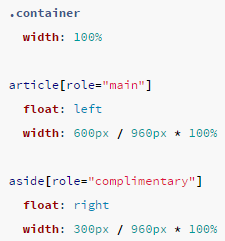 .container
width: 100%
article[role="main"]
float: left
width: 600px / 960px * 100%
aside[role="complimentary"]
float: right
width: 300px / 960px * 100%